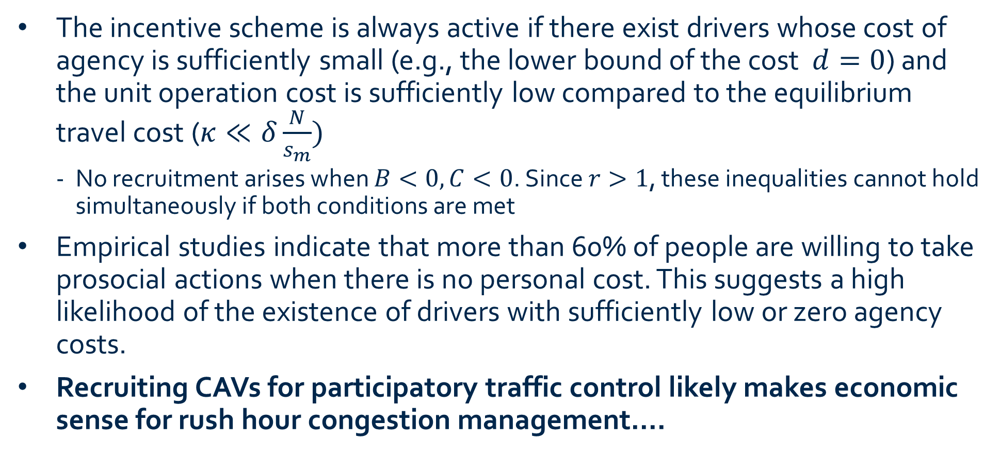 • The incentive scheme is always active if there exist drivers whose cost of
agency is sufficiently small (e.g., the lower bound of the cost d = 0) and
the unit operation cost is sufficiently low compared to the equilibrium
travel cost (κ ≪ δ N/s_m)
- No recruitment arises when B < 0, C < 0. Since r > 1, these inequalities cannot hold
simultaneously if both conditions are met
• Empirical studies indicate that more than 60% of people are willing to take
prosocial actions when there is no personal cost. This suggests a high
likelihood of the existence of drivers with sufficiently low or zero agency
costs.
• Recruiting CAVs for participatory traffic control likely makes economic
sense for rush hour congestion management....